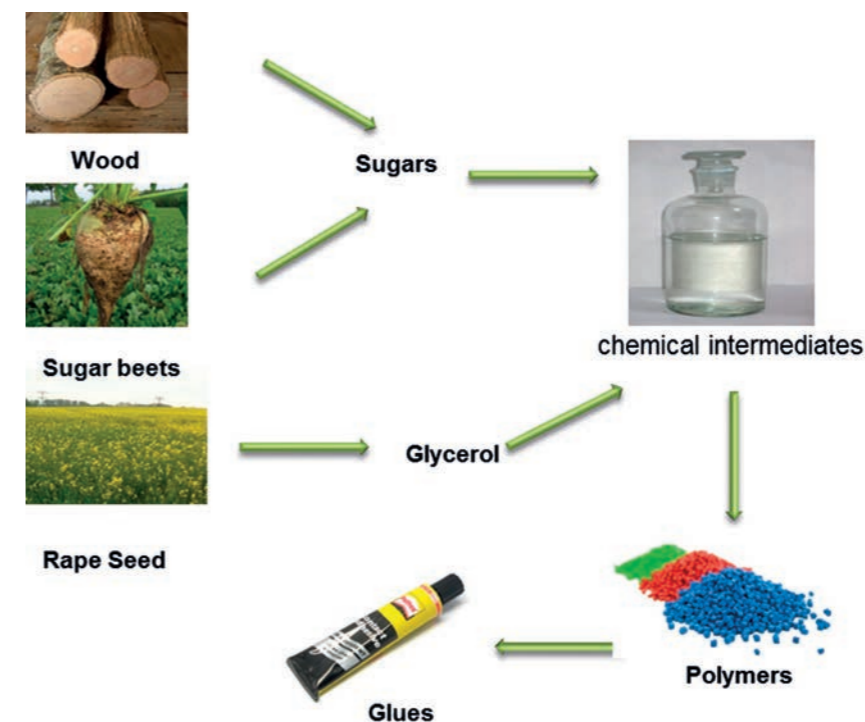 Wood
Sugars
Sugar beets
chemical intermediates
Glycerol
Rape Seed
Polymers
Glues